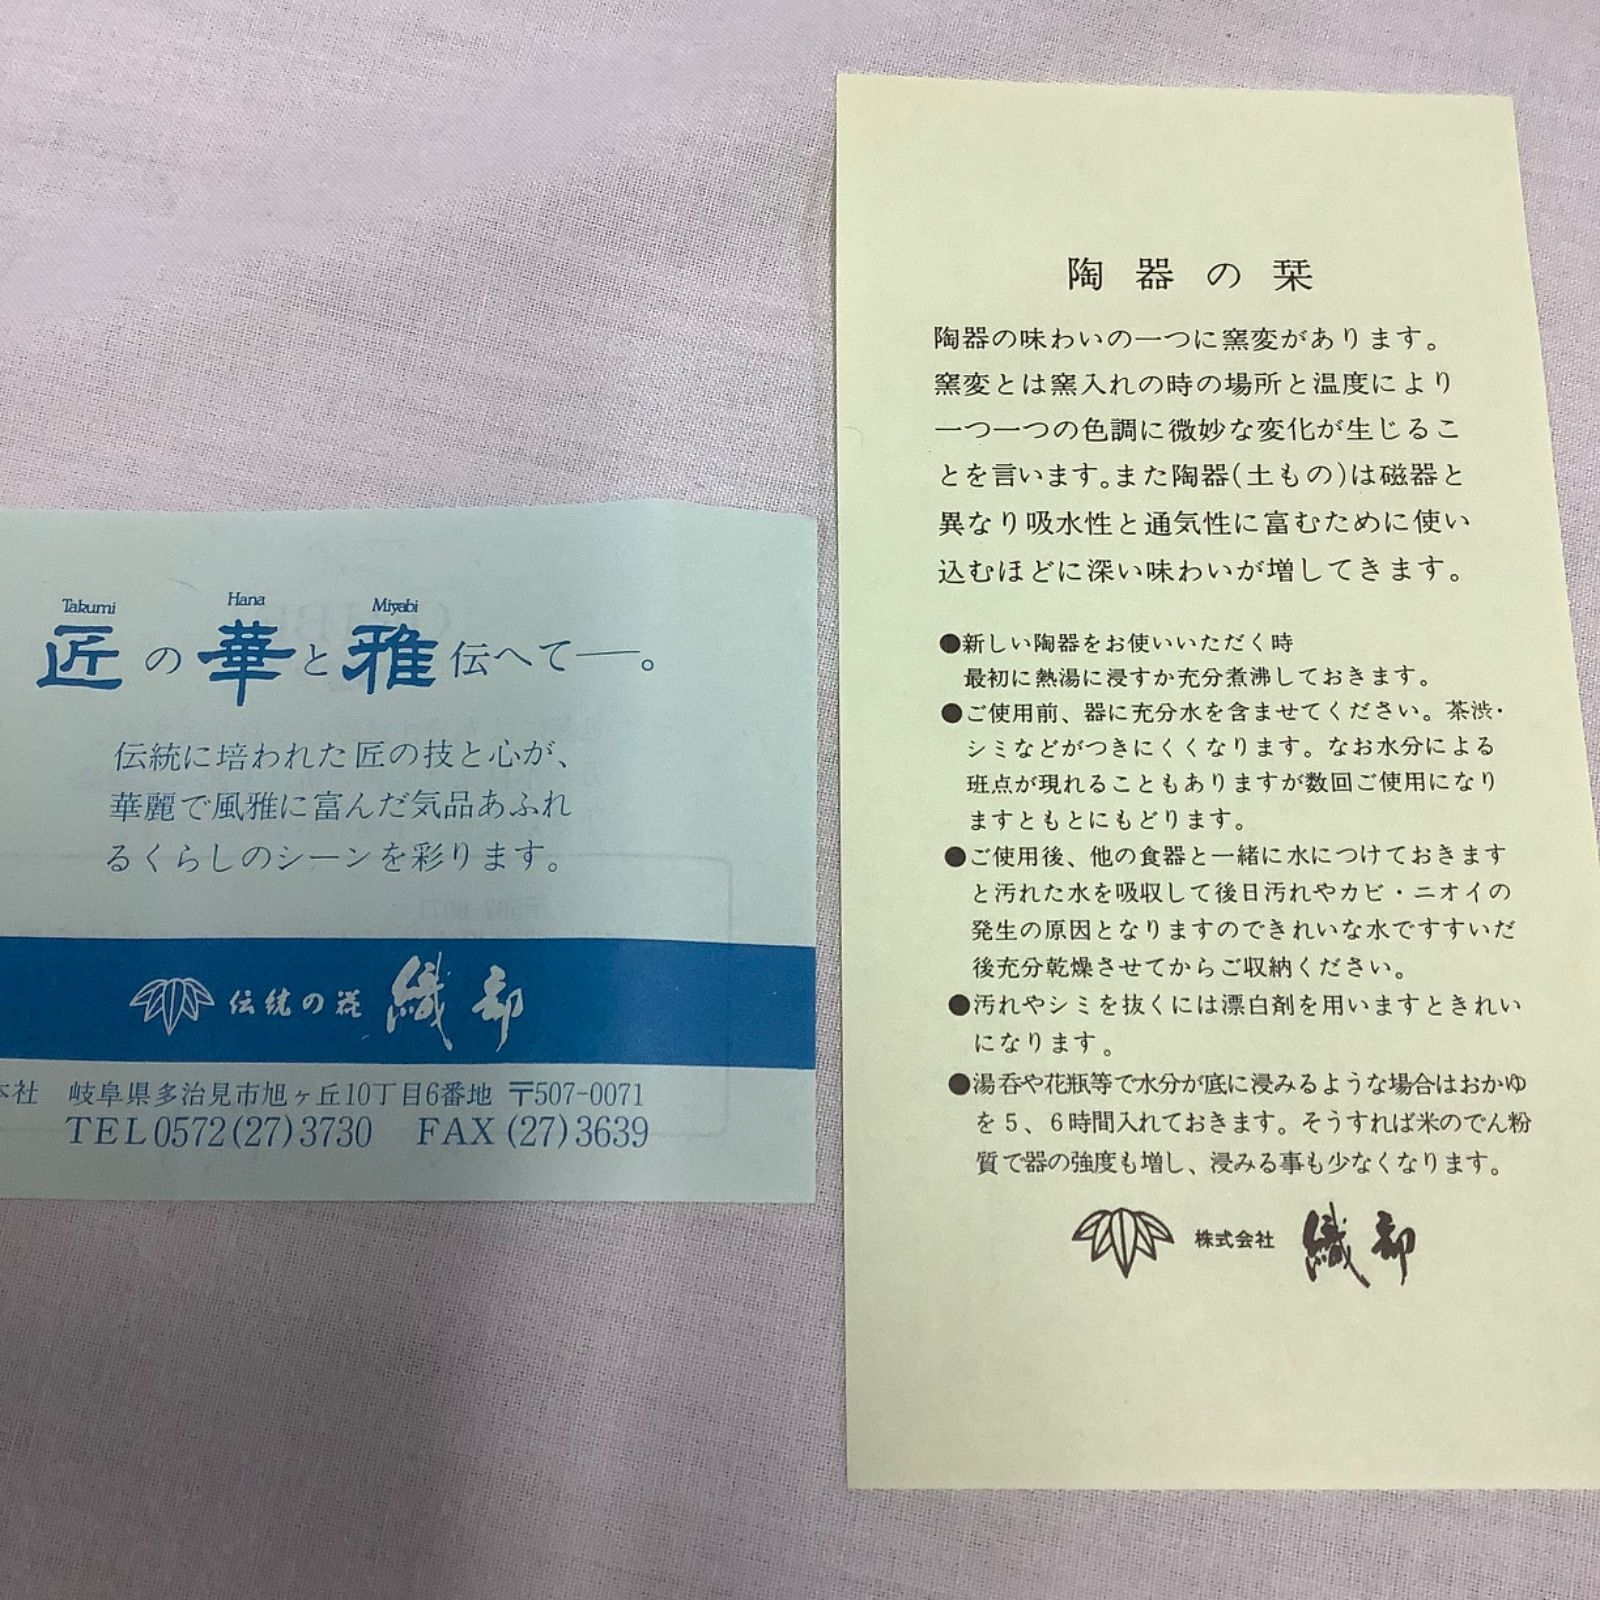 Takumi Hana Miyabi
匠の華と雅伝へて―。
伝統に培われた匠の技と心が、
華麗で風雅に富んだ気品あふれ
るくらしのシーンを彩ります。
伝統の器 織部
本社 岐阜県多治見市旭ヶ丘10丁目6番地 〒507-0071
TEL0572(27)3730 FAX(27)3639
陶器の栞
陶器の味わいの一つに窯変があります。
窯変とは窯入れの時の場所と温度により
一つ一つの色調に微妙な変化が生じるこ
とを言います。また陶器(土もの)は磁器と
異なり吸水性と通気性に富むために使い
込むほどに深い味わいが増してきます。
●新しい陶器をお使いいただく時
最初に熱湯に浸すか充分煮沸しておきます。
●ご使用前、器に充分水を含ませてください。茶渋・
シミなどがつきにくくなります。なお水分による
班点が現れることもありますが数回ご使用になり
ますともとにもどります。
●ご使用後、他の食器と一緒に水につけておきます
と汚れた水を吸収して後日汚れやカビ・ニオイの
発生の原因となりますのできれいな水ですすいだ
後充分乾燥させてからご収納ください。
●汚れやシミを抜くには漂白剤を用いますときれい
になります。
●湯呑や花瓶等で水分が底に浸みるような場合はおかゆ
を5、6時間入れておきます。そうすれば米のでん粉
質で器の強度も増し、浸みる事も少なくなります。
株式会社 織部